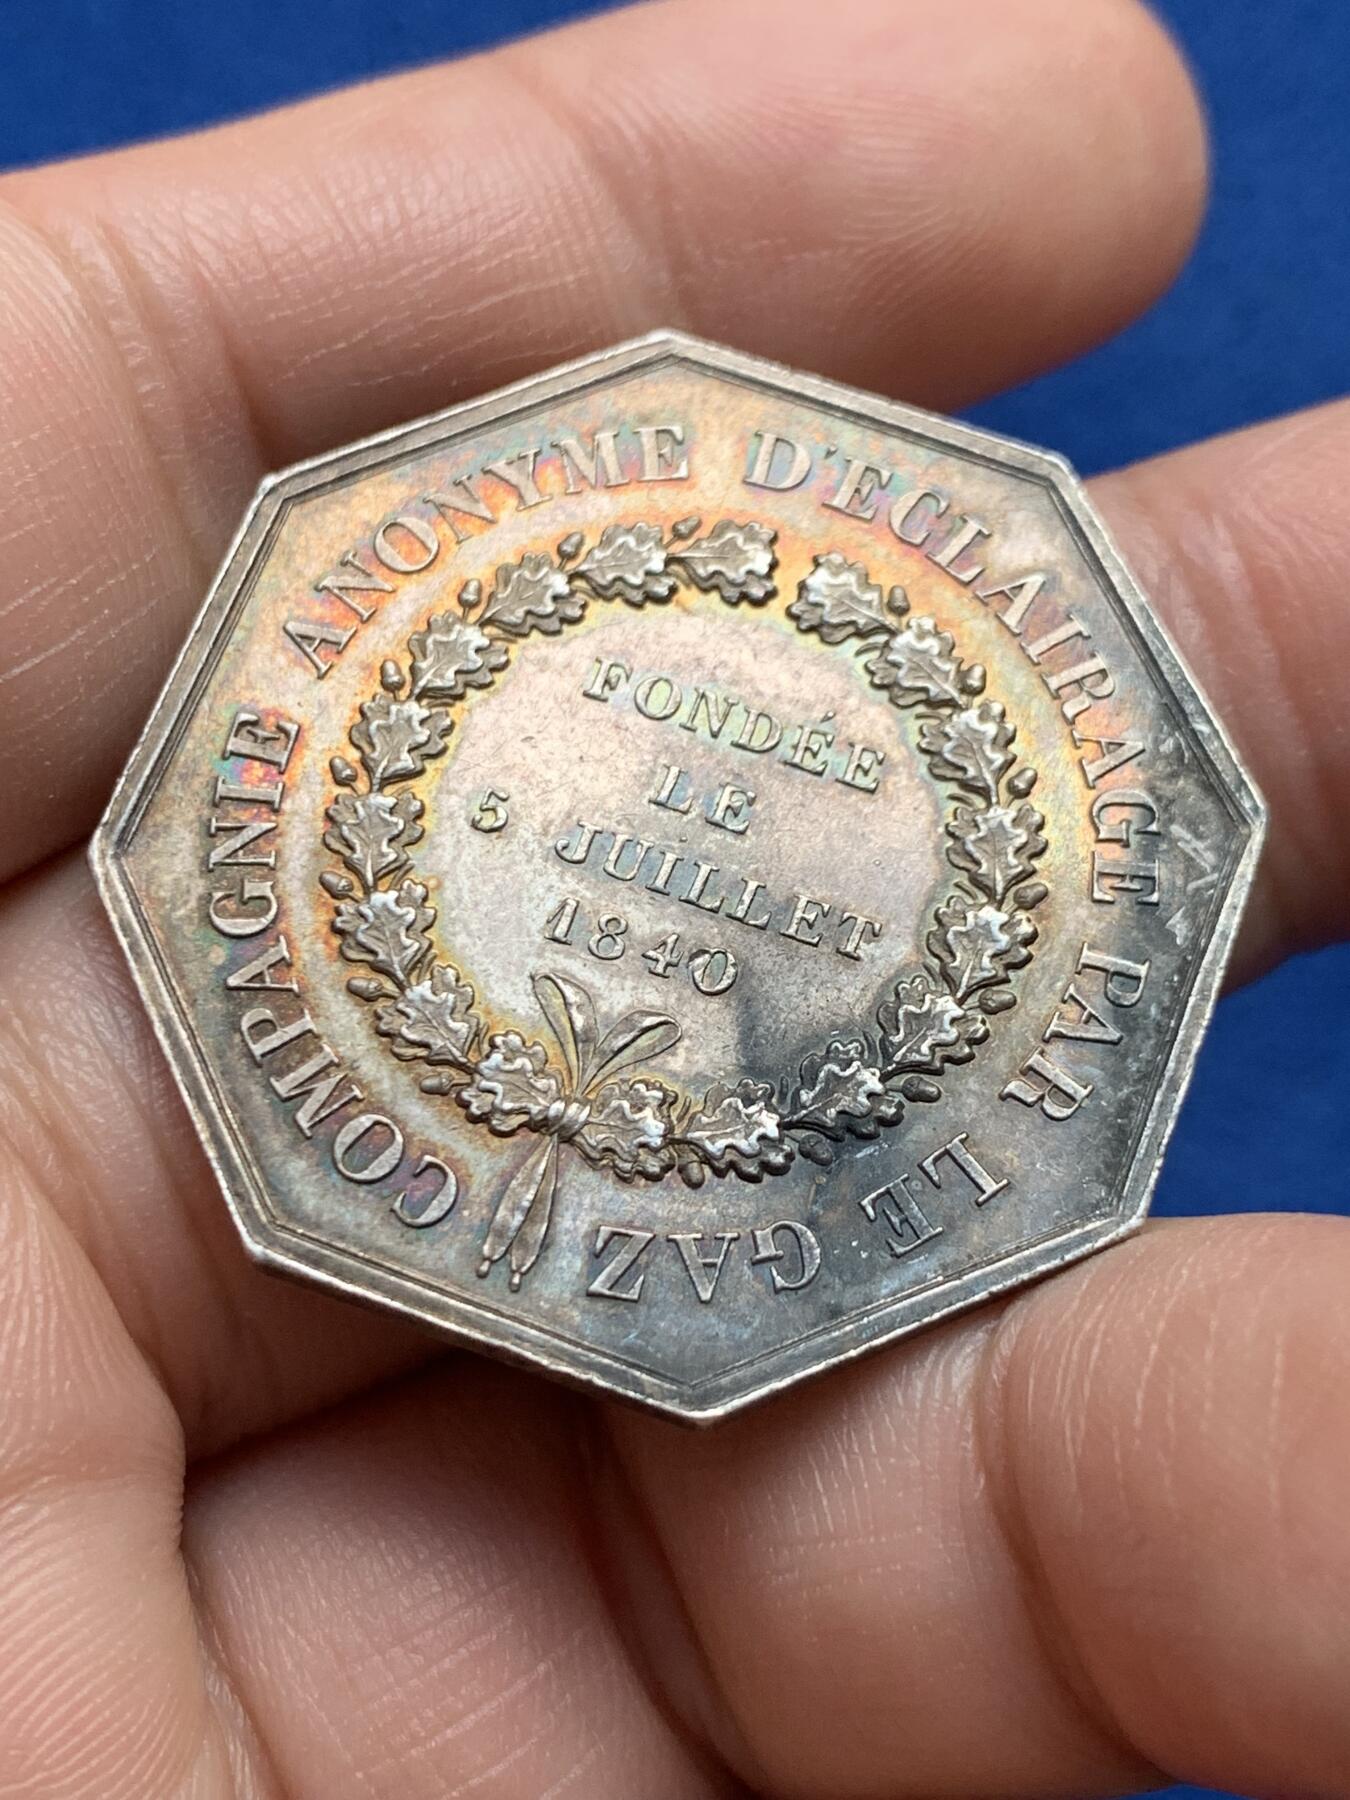 COMPAGNIE ANONYME D'ECLAIRAGE PAR LE GAZ
FONDÉE
LE
5 JUILLET
1840